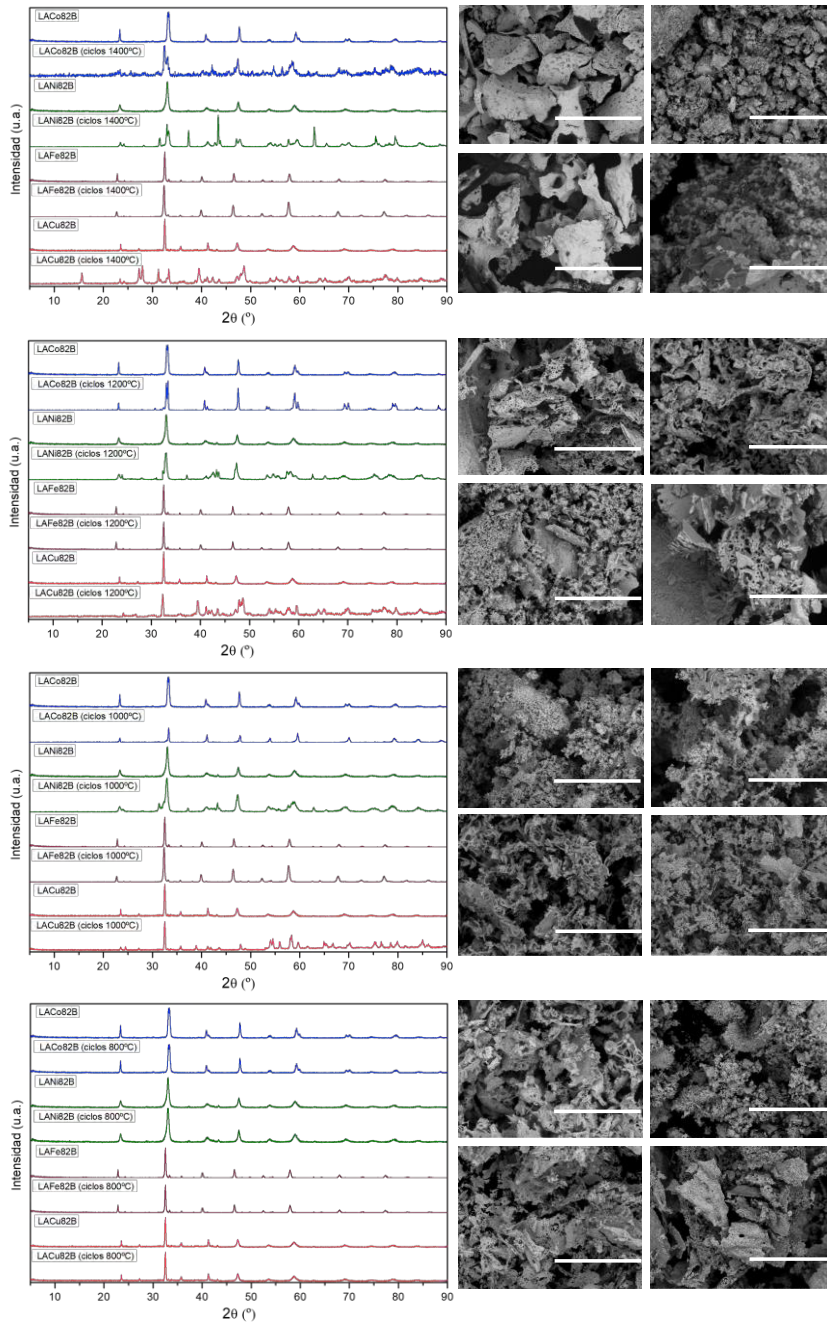 LACo82B
LACo82B (ciclos 1400ºC)
LANi82B
LANi82B (ciclos 1400ºC)
LAFe82B
LAFe82B (ciclos 1400ºC)
LACu82B
LACu82B (ciclos 1400ºC)
Intensidad (u.a.)
10 20 30 40 50 60 70 80 90
2θ (º)
LACo82B
LACo82B (ciclos 1200ºC)
LANi82B
LANi82B (ciclos 1200ºC)
LAFe82B
LAFe82B (ciclos 1200ºC)
LACu82B
LACu82B (ciclos 1200ºC)
Intensidad (u.a.)
10 20 30 40 50 60 70 80 90
2θ (º)
LACo82B
LACo82B (ciclos 1000ºC)
LANi82B
LANi82B (ciclos 1000ºC)
LAFe82B
LAFe82B (ciclos 1000ºC)
LACu82B
LACu82B (ciclos 1000ºC)
Intensidad (u.a.)
10 20 30 40 50 60 70 80 90
2θ (º)
LACo82B
LACo82B (ciclos 800ºC)
LANi82B
LANi82B (ciclos 800ºC)
LAFe82B
LAFe82B (ciclos 800ºC)
LACu82B
LACu82B (ciclos 800ºC)
Intensidad (u.a.)
10 20 30 40 50 60 70 80 90
2θ (º)